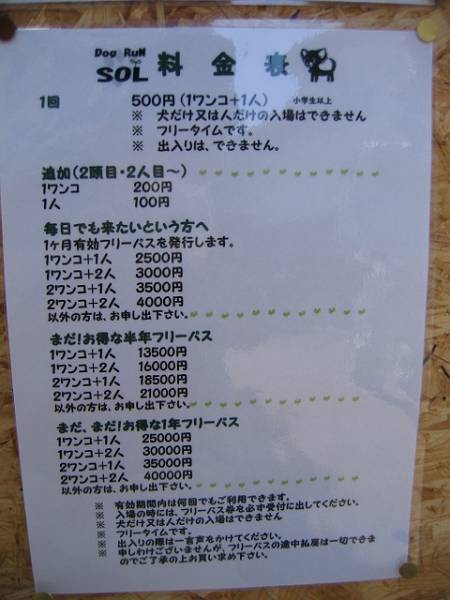 Dog RuN
SOL 料金表
1回 500円(1ワンコ+1人) 小学生以上
※ 犬だけ又は人だけの入場はできません
※ フリータイムです。
※ 出入りは、できません。
追加(2頭目・2人目~)
1ワンコ 200円
1人 100円
毎日でも来たいという方へ
1ヶ月有効フリーパスを発行します。
1ワンコ+1人 2500円
1ワンコ+2人 3000円
2ワンコ+1人 3500円
2ワンコ+2人 4000円
以外の方は、お申し出下さい。
まだ!お得な半年フリーパス
1ワンコ+1人 13500円
1ワンコ+2人 16000円
2ワンコ+1人 18500円
2ワンコ+2人 21000円
以外の方は、お申し出下さい。
まだ、まだ!お得な1年フリーパス
1ワンコ+1人 25000円
1ワンコ+2人 30000円
2ワンコ+1人 35000円
2ワンコ+2人 40000円
以外の方は、お申し出下さい。
※ 有効期間内は何回でもご利用できます。
※ 入場の時には、フリーパス券を必ず受付に出してください。
※ 犬だけ又は人だけの入場はできません
※ フリータイムです。
※ 出入りの際は一言声をかけてください。
※ 申しわけございませんが、フリーパスの途中払戻は一切できま
のでご了承の上お買い求め下さい。